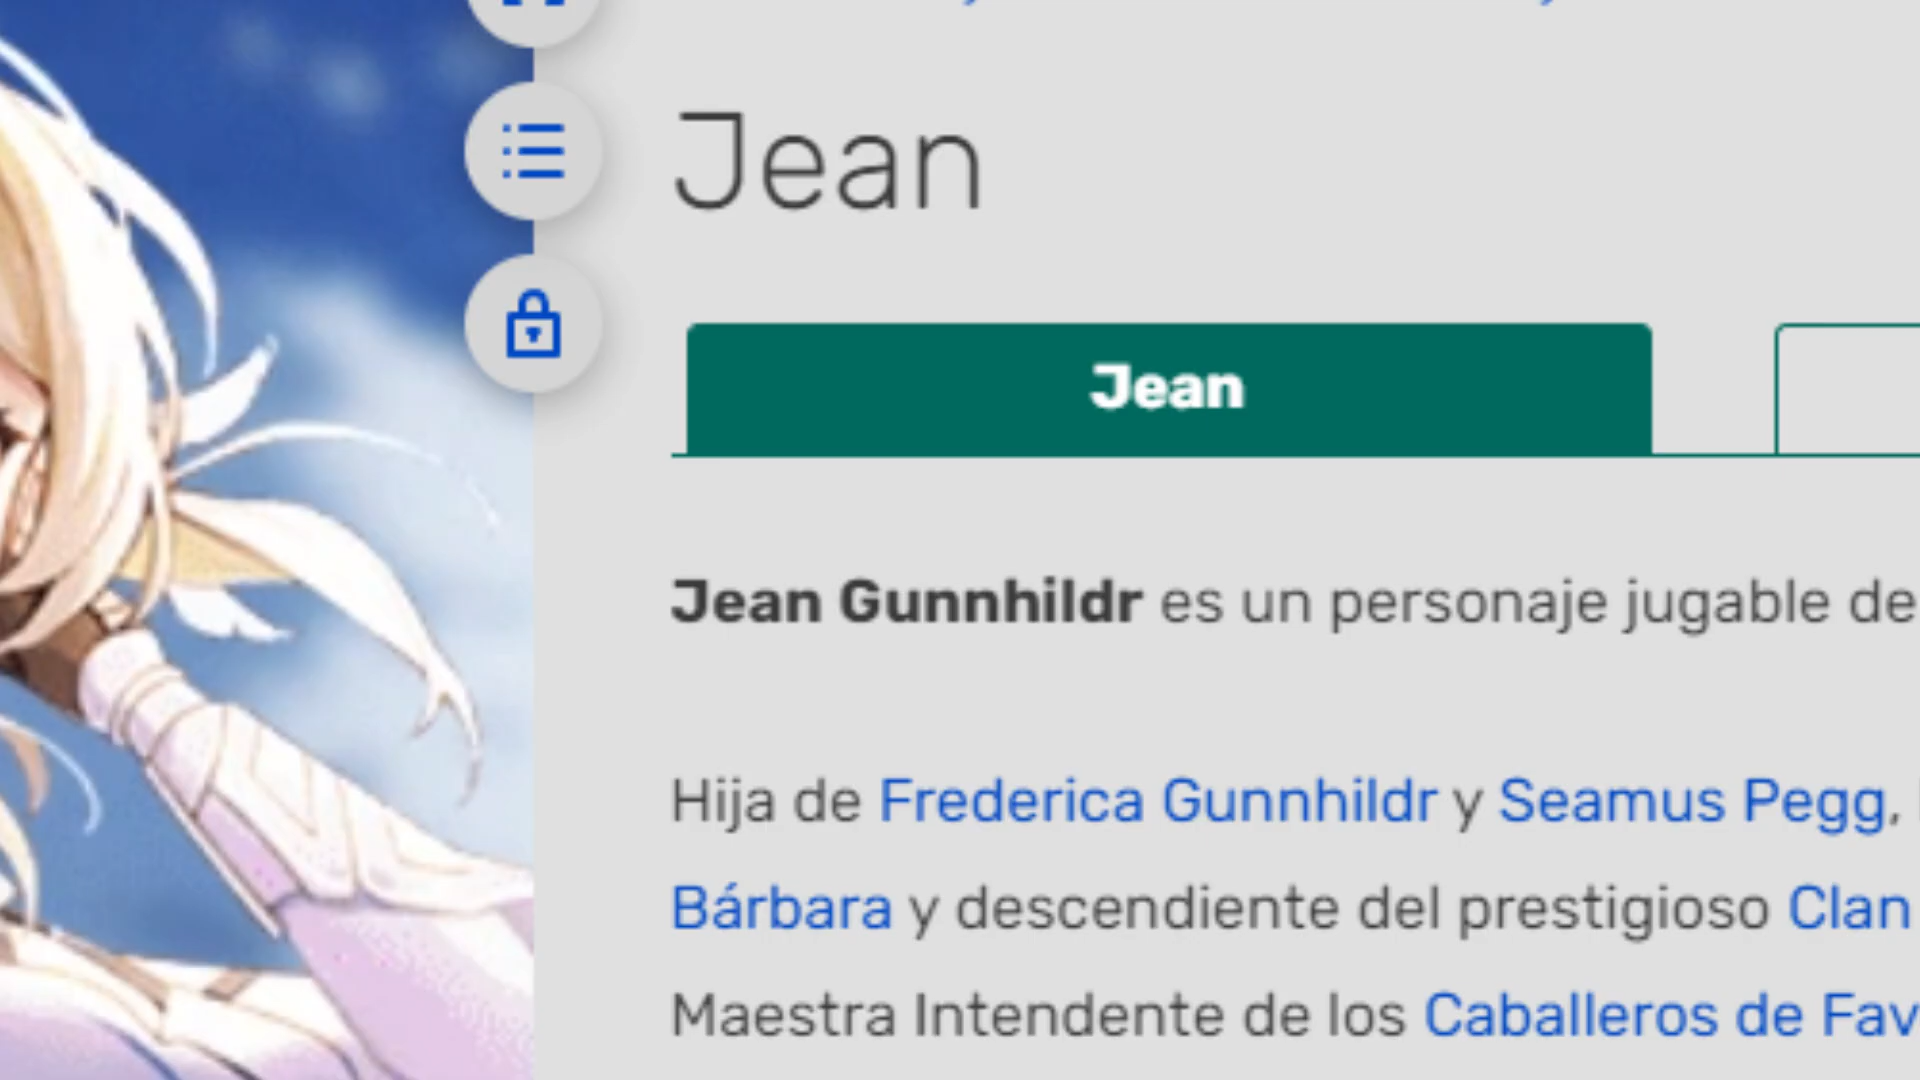 Jean
Jean
Jean Gunnhildr es un personaje jugable de
Hija de Frederica Gunnhildr y Seamus Pegg,
Bárbara y descendiente del prestigioso Clan
Maestra Intendente de los Caballeros de Fav